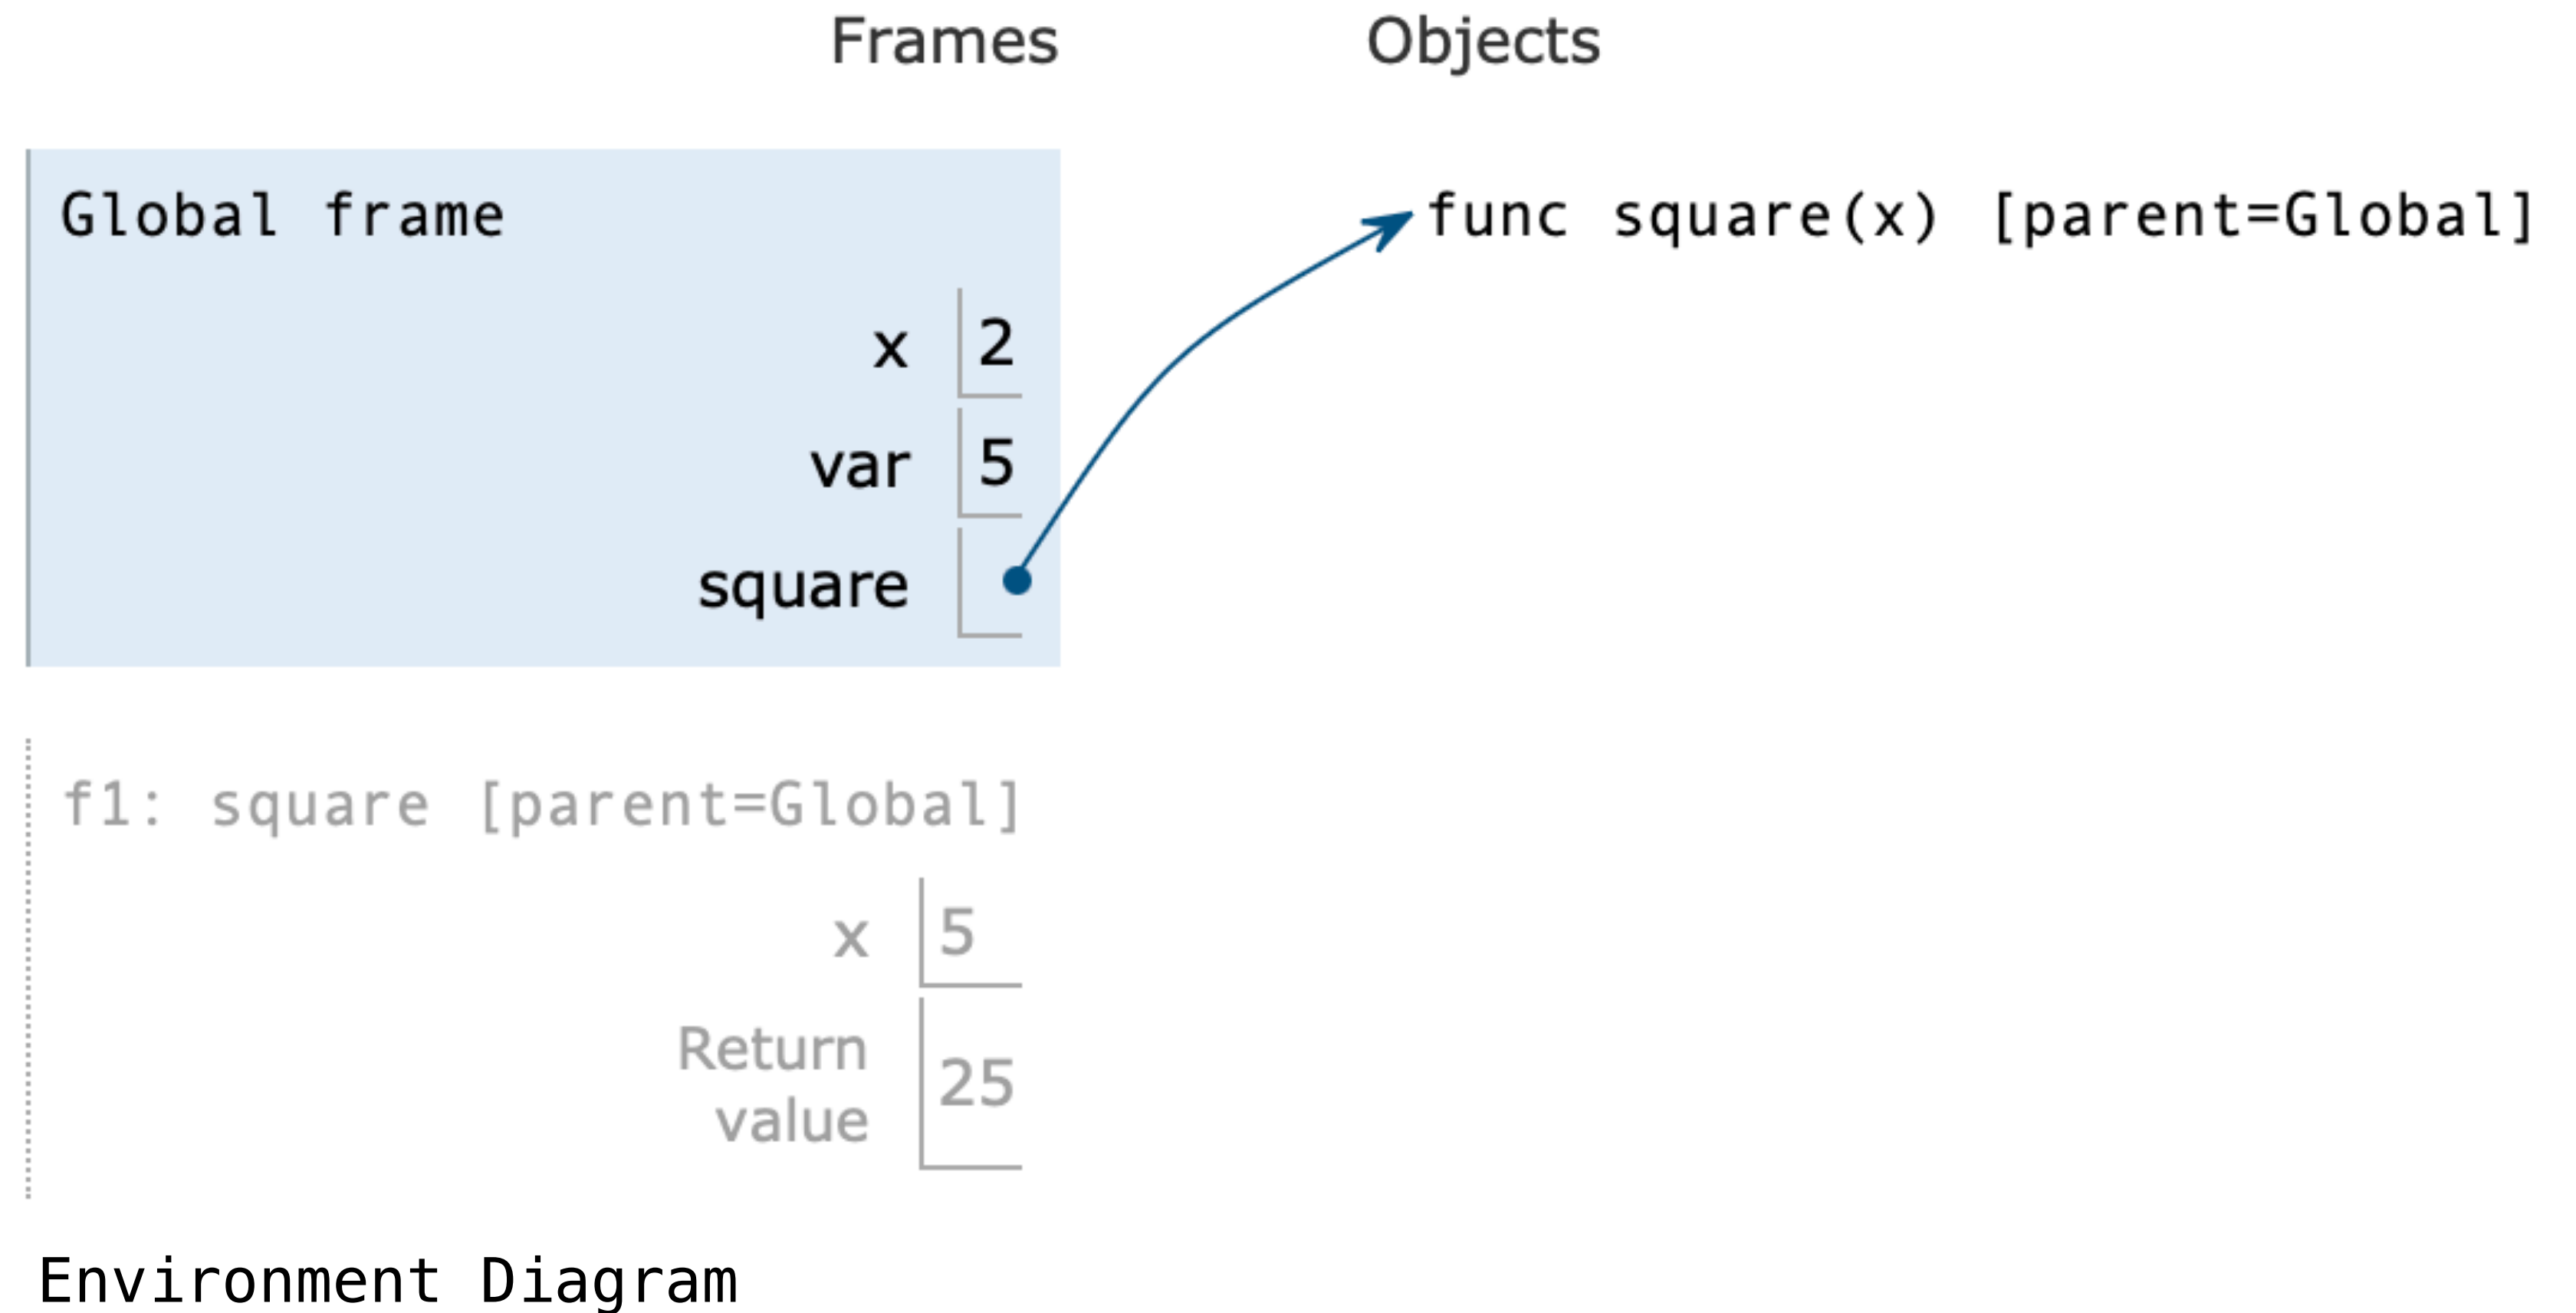 Frames Objects
Global frame
func square(x) [parent=Global]
x 2
var 5
square
f1: square [parent=Global]
x 5
Return
value
25
Environment Diagram